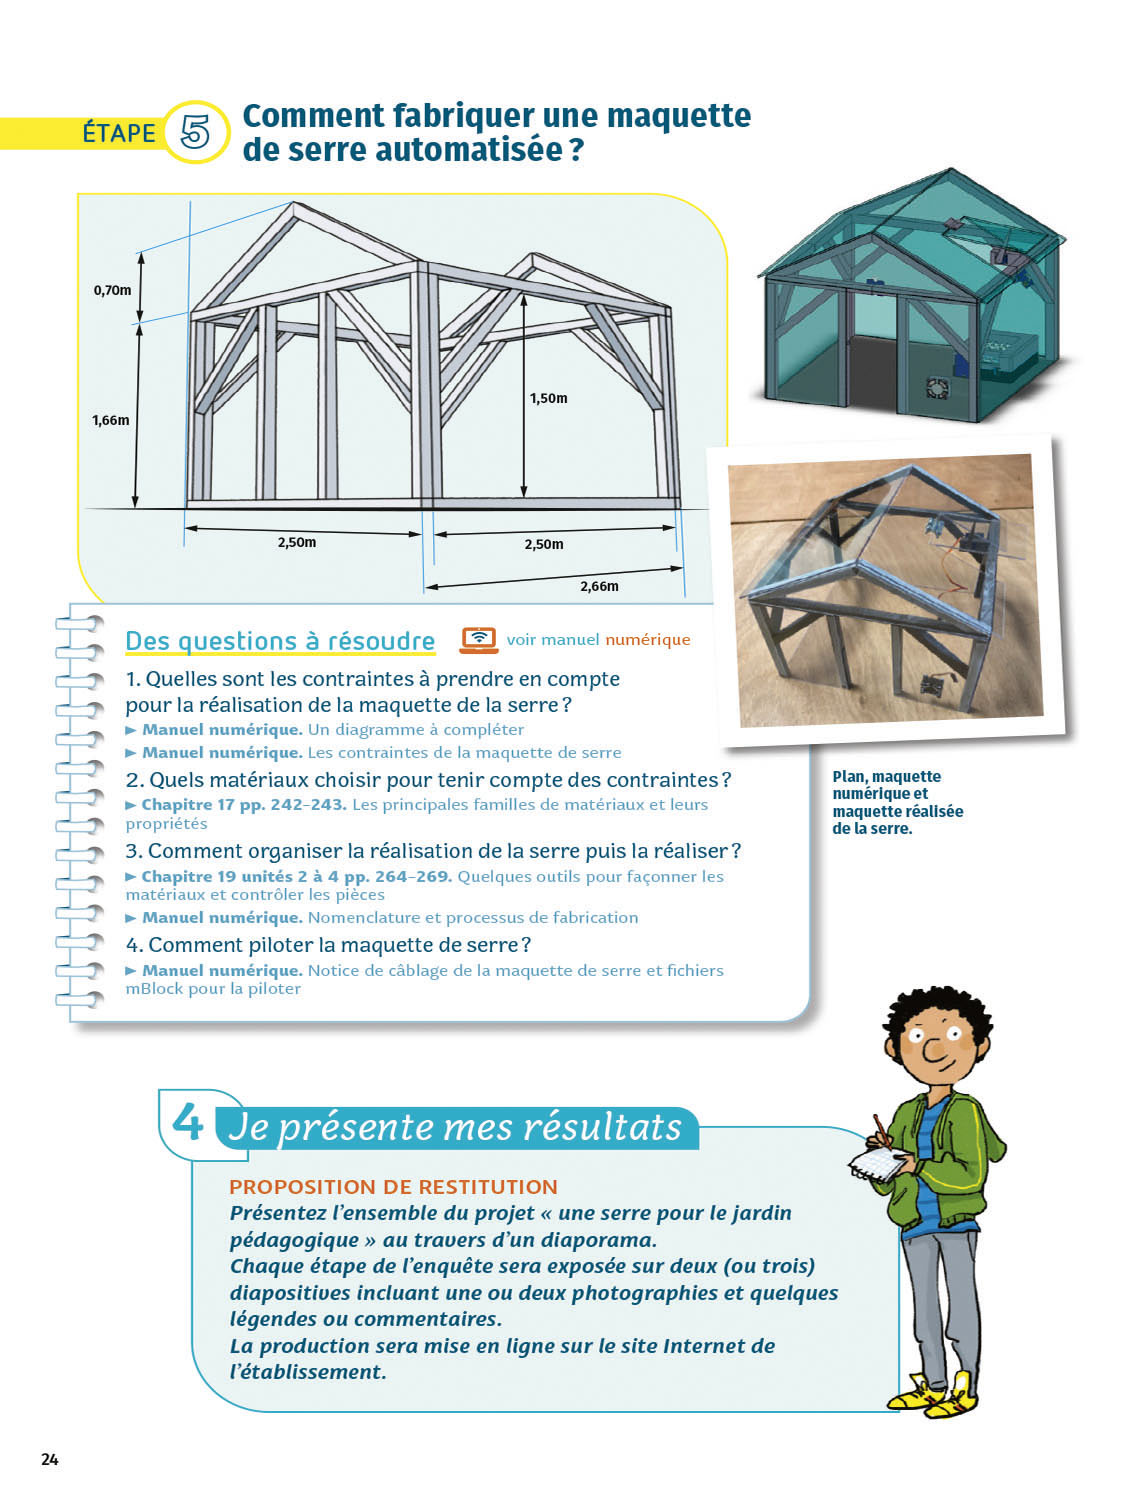 ÉTAPE 5
Comment fabriquer une maquette
de serre automatisée ?
0,70m
1,66m
1,50m
2,50m
2,50m
2,66m
Des questions à résoudre
voir manuel numérique
1. Quelles sont les contraintes à prendre en compte
pour la réalisation de la maquette de la serre ?
► Manuel numérique. Un diagramme à compléter
► Manuel numérique. Les contraintes de la maquette de serre
2. Quels matériaux choisir pour tenir compte des contraintes ?
► Chapitre 17 pp. 242-243. Les principales familles de matériaux et leurs
propriétés
3. Comment organiser la réalisation de la serre puis la réaliser ?
► Chapitre 19 unités 2 à 4 pp. 264-269. Quelques outils pour façonner les
matériaux et contrôler les pièces
► Manuel numérique. Nomenclature et processus de fabrication
4. Comment piloter la maquette de serre ?
► Manuel numérique. Notice de câblage de la maquette de serre et fichiers
mBlock pour la piloter
Plan, maquette
numérique et
maquette réalisée
de la serre.
4 Je présente mes résultats
PROPOSITION DE RESTITUTION
Présentez l'ensemble du projet « une serre pour le jardin
pédagogique » au travers d'un diaporama.
Chaque étape de l'enquête sera exposée sur deux (ou trois)
diapositives incluant une ou deux photographies et quelques
légendes ou commentaires.
La production sera mise en ligne sur le site Internet de
l'établissement.
24